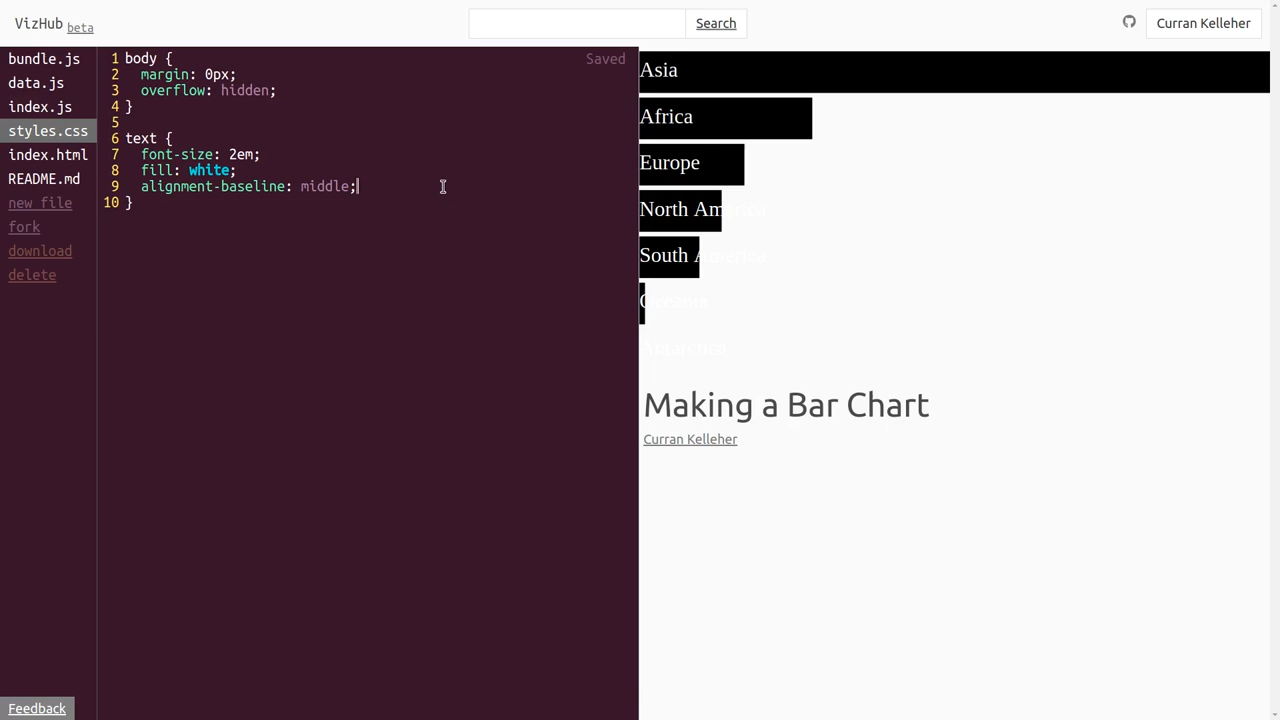 VizHub beta
Search
Curran Kelleher
bundle.js
data.js
index.js
styles.css
index.html
README.md
new file
fork
download
delete
Feedback
1 body {
2   margin: 0px;
3   overflow: hidden;
4 }
5
6 text {
7   font-size: 2em;
8   fill: white;
9   alignment-baseline: middle;
10 }
Saved
Asia
Africa
Europe
North America
South America
Oceania
Antarctica
Making a Bar Chart
Curran Kelleher